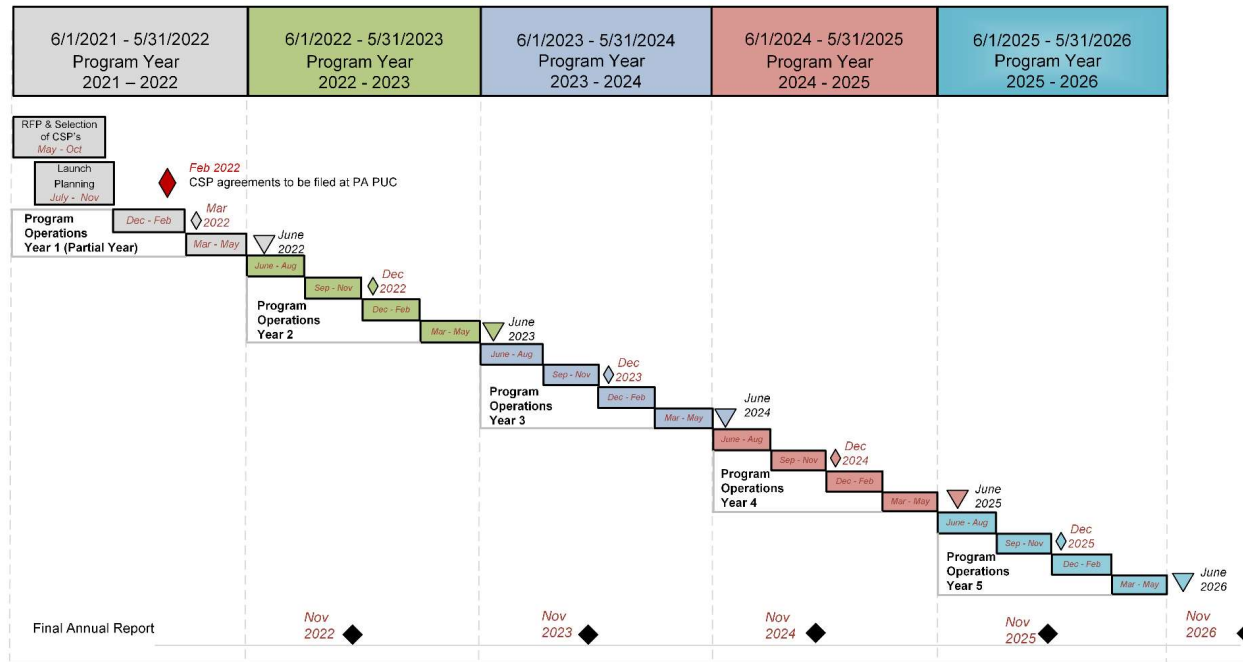 6/1/2021 - 5/31/2022
Program Year
2021 – 2022
6/1/2022 - 5/31/2023
Program Year
2022 - 2023
6/1/2023 - 5/31/2024
Program Year
2023 - 2024
6/1/2024 - 5/31/2025
Program Year
2024 - 2025
6/1/2025 - 5/31/2026
Program Year
2025 - 2026
RFP & Selection
of CSP's
May - Oct
Launch
Planning
July - Nov
Feb 2022
CSP agreements to be filed at PA PUC
Program
Operations
Year 1 (Partial Year)
Dec - Feb
Mar
2022
Mar - May
June
2022
June - Aug
Sep - Nov
Dec
2022
Program
Operations
Year 2
Dec - Feb
Mar - May
June
2023
June - Aug
Sep - Nov
Dec
2023
Program
Operations
Year 3
Dec - Feb
Mar - May
June
2024
June - Aug
Sep - Nov
Dec
2024
Program
Operations
Year 4
Dec - Feb
Mar - May
June
2025
June - Aug
Sep - Nov
Dec
2025
Program
Operations
Year 5
Dec - Feb
Mar - May
June
2026
Final Annual Report
Nov
2022
Nov
2023
Nov
2024
Nov
2025
Nov
2026